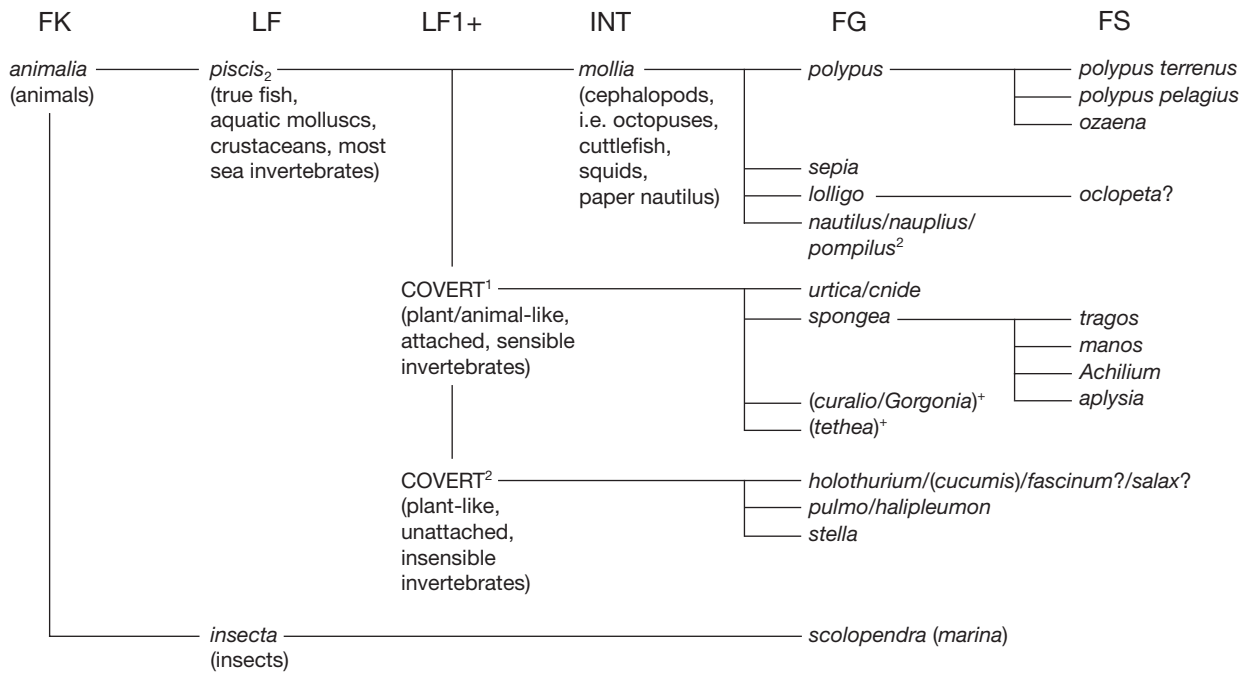 FK LF LF1+ INT FG FS
animalia piscis₂ mollia polypus polypus terrenus
(animals) (true fish, (cephalopods, polypus pelagius
aquatic molluscs, i.e. octopuses, ozaena
crustaceans, most cuttlefish,
sea invertebrates) squids, sepia
paper nautilus) lolligo oclopeta?
nautilus/nauplius/
pompilus²
COVERT¹ urtica/cnide
(plant/animal-like, spongea tragos
attached, sensible manos
invertebrates) Achilium
(curalio/Gorgonia)⁺ aplysia
(tethea)⁺
COVERT² holothurium/(cucumis)/fascinum?/salax?
(plant-like, pulmo/halipleumon
unattached, stella
insensible
invertebrates)
insecta scolopendra (marina)
(insects)